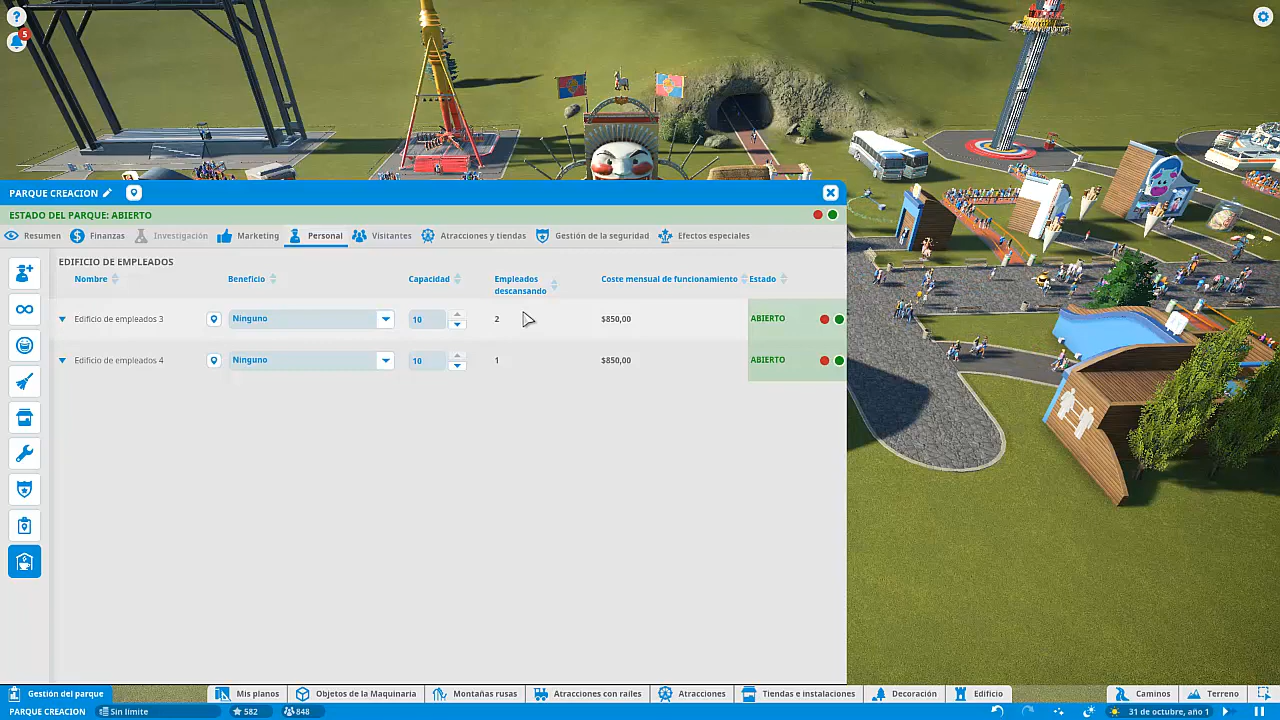 ?
5
PARQUE CREACION
ESTADO DEL PARQUE: ABIERTO
Resumen Finanzas Investigación Marketing Personal Visitantes Atracciones y tiendas Gestión de la seguridad Efectos especiales
EDIFICIO DE EMPLEADOS
Nombre Beneficio Capacidad Empleados descansando Coste mensual de funcionamiento Estado
Edificio de empleados 3 Ninguno 10 2 $850,00 ABIERTO
Edificio de empleados 4 Ninguno 10 1 $850,00 ABIERTO
Gestión del parque Mis planos Objetos de la Maquinaria Montañas rusas Atracciones con raíles Atracciones Tiendas e instalaciones Decoración Edificio Caminos Terreno
PARQUE CREACION Sin límite 582 848 31 de octubre, año 1